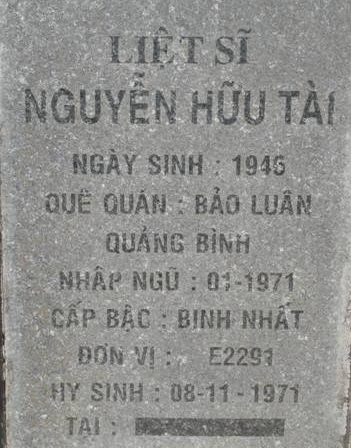 LIỆT SĨ
NGUYỄN HỮU TÀI
NGÀY SINH : 1946
QUÊ QUÁN : BẢO LUÂN
QUẢNG BÌNH
NHẬP NGŨ : 01-1971
CẤP BẬC : BINH NHẤT
ĐƠN VỊ : E2291
HY SINH : 08-11-1971
TẠI :